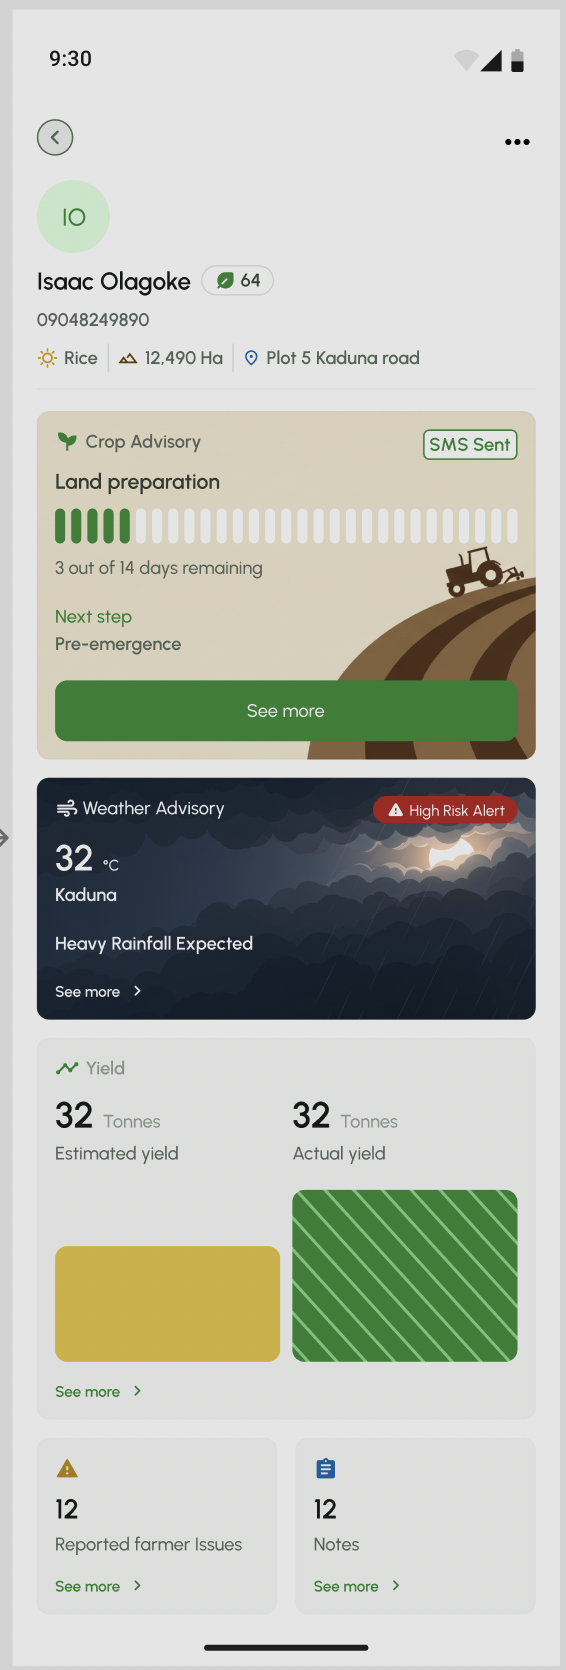 9:30
IO
Isaac Olagoke 64
09048249890
Rice 12,490 Ha Plot 5 Kaduna road
Crop Advisory SMS Sent
Land preparation
3 out of 14 days remaining
Next step
Pre-emergence
See more
Weather Advisory High Risk Alert
32 °C
Kaduna
Heavy Rainfall Expected
See more
Yield
32 Tonnes 32 Tonnes
Estimated yield Actual yield
See more
12 12
Reported farmer Issues Notes
See more See more